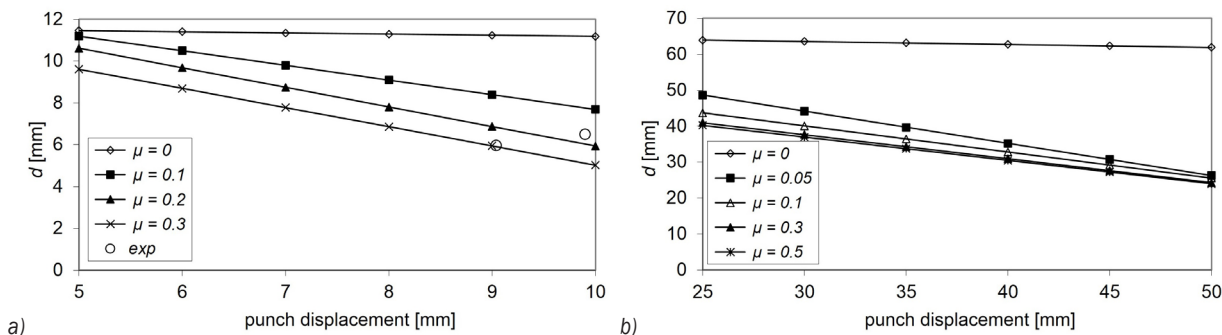 12
10
8
6
4
2
0
d [mm]
μ = 0
μ = 0.1
μ = 0.2
μ = 0.3
exp
5 6 7 8 9 10
punch displacement [mm]
a)
70
60
50
40
30
20
10
0
d [mm]
μ = 0
μ = 0.05
μ = 0.1
μ = 0.3
μ = 0.5
25 30 35 40 45 50
punch displacement [mm]
b)